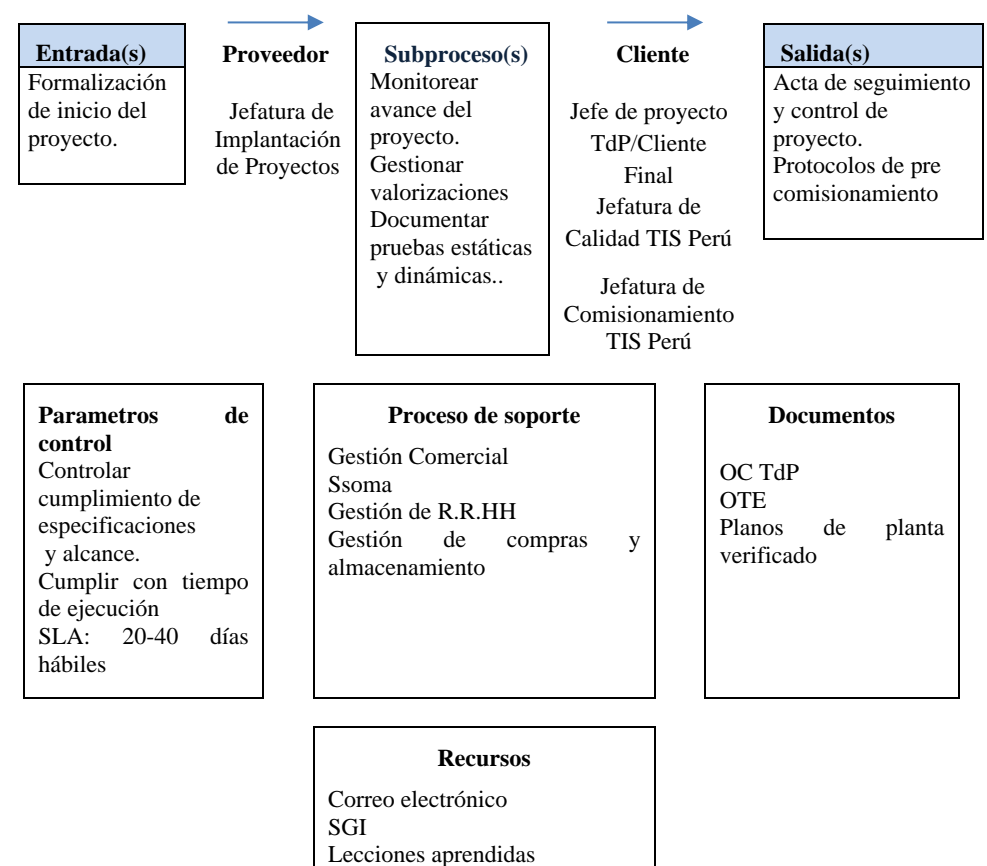 Entrada(s)
Formalización
de inicio del
proyecto.
Proveedor
Jefatura de
Implantación
de Proyectos
Subproceso(s)
Monitorear
avance del
proyecto.
Gestionar
valorizaciones
Documentar
pruebas estáticas
y dinámicas..
Cliente
Jefe de proyecto
TdP/Cliente
Final
Jefatura de
Calidad TIS Perú
Jefatura de
Comisionamiento
TIS Perú
Salida(s)
Acta de seguimiento
y control de
proyecto.
Protocolos de pre
comisionamiento
Parametros de
control
Controlar
cumplimiento de
especificaciones
y alcance.
Cumplir con tiempo
de ejecución
SLA: 20-40 días
hábiles
Proceso de soporte
Gestión Comercial
Ssoma
Gestión de R.R.HH
Gestión de compras y
almacenamiento
Documentos
OC TdP
OTE
Planos de planta
verificado
Recursos
Correo electrónico
SGI
Lecciones aprendidas